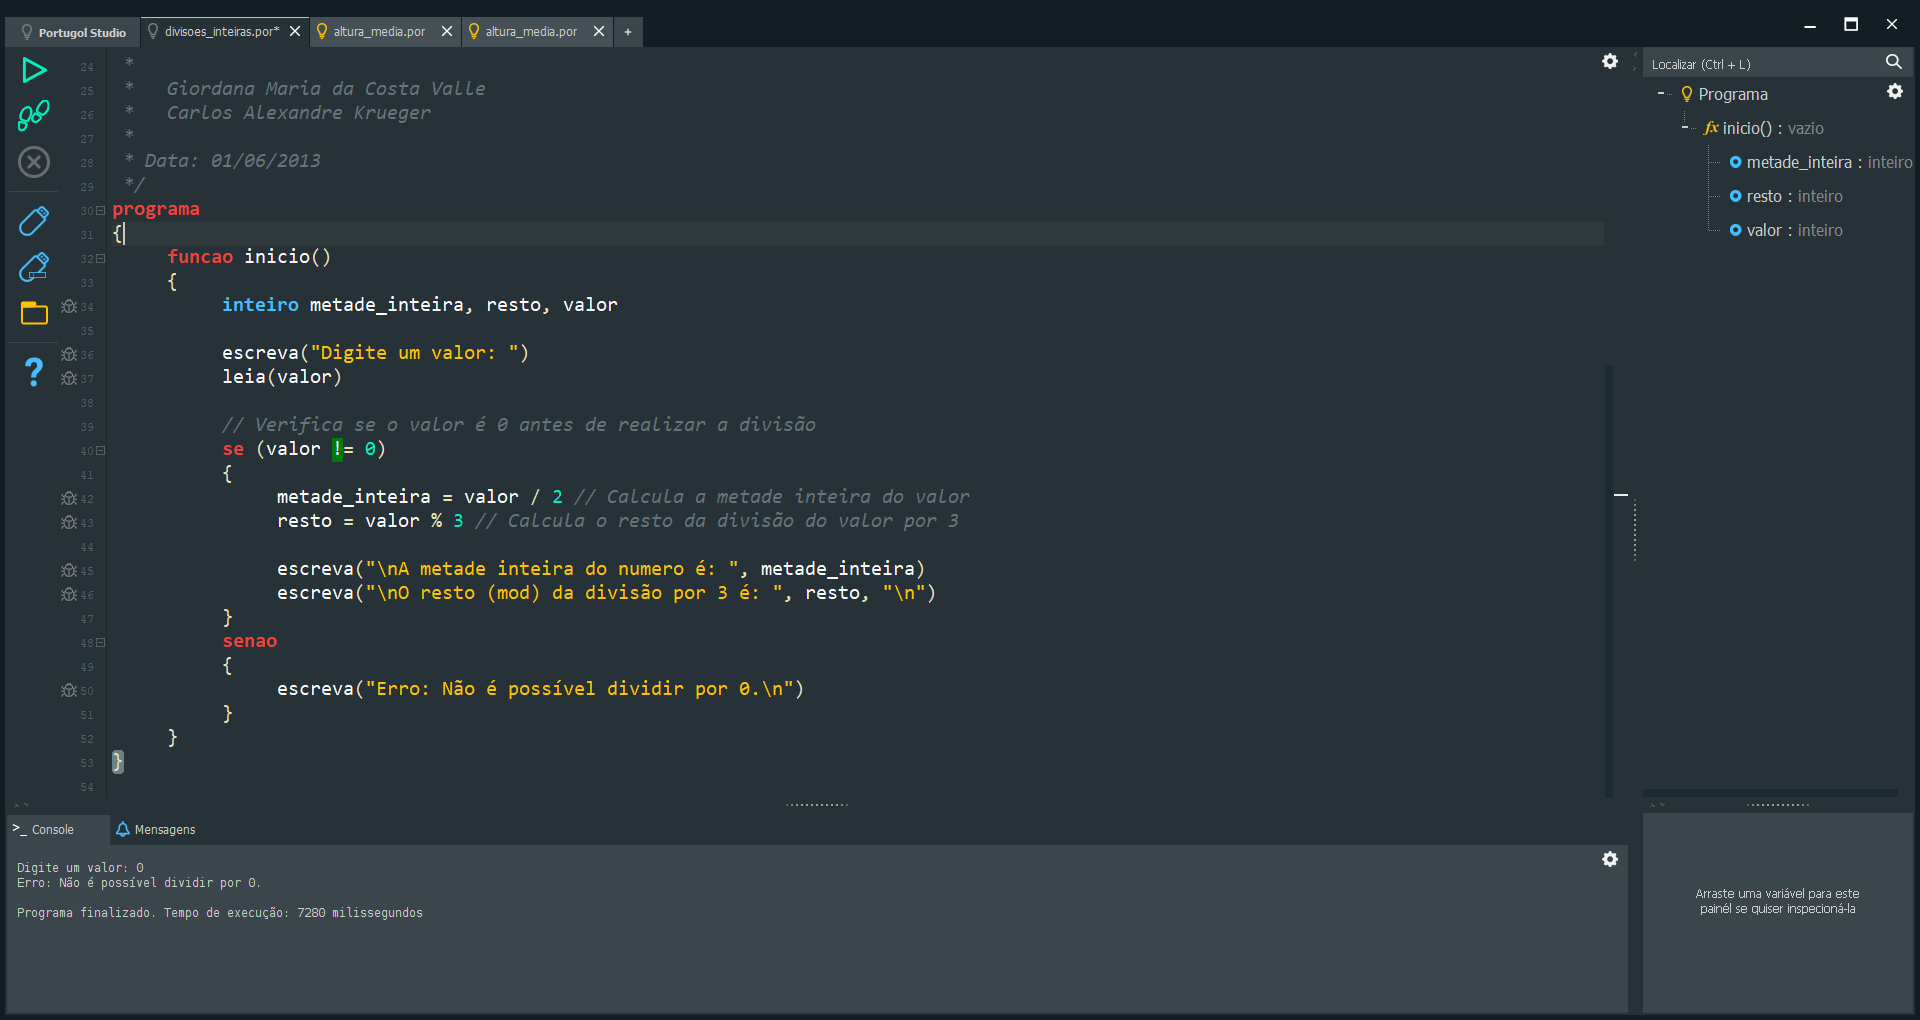 Portugol Studio
divisoes_inteiras.por*
altura_media.por
altura_media.por
+
24 *
25 * Giordana Maria da Costa Valle
26 * Carlos Alexandre Krueger
27 *
28 * Data: 01/06/2013
29 */
30 programa
31 {
32 funcao inicio()
33 {
34 inteiro metade_inteira, resto, valor
35
36 escreva("Digite um valor: ")
37 leia(valor)
38
39 // Verifica se o valor é 0 antes de realizar a divisão
40 se (valor != 0)
41 {
42 metade_inteira = valor / 2 // Calcula a metade inteira do valor
43 resto = valor % 3 // Calcula o resto da divisão do valor por 3
44
45 escreva("\nA metade inteira do numero é: ", metade_inteira)
46 escreva("\nO resto (mod) da divisão por 3 é: ", resto, "\n")
47 }
48 senao
49 {
50 escreva("Erro: Não é possível dividir por 0.\n")
51 }
52 }
53 }
54
Localizar (Ctrl + L)
Programa
fx inicio() : vazio
metade_inteira : inteiro
resto : inteiro
valor : inteiro
>_ Console
Mensagens
Digite um valor: 0
Erro: Não é possível dividir por 0.
Programa finalizado. Tempo de execução: 7280 milissegundos
Arraste uma variável para este
painél se quiser inspecioná-la